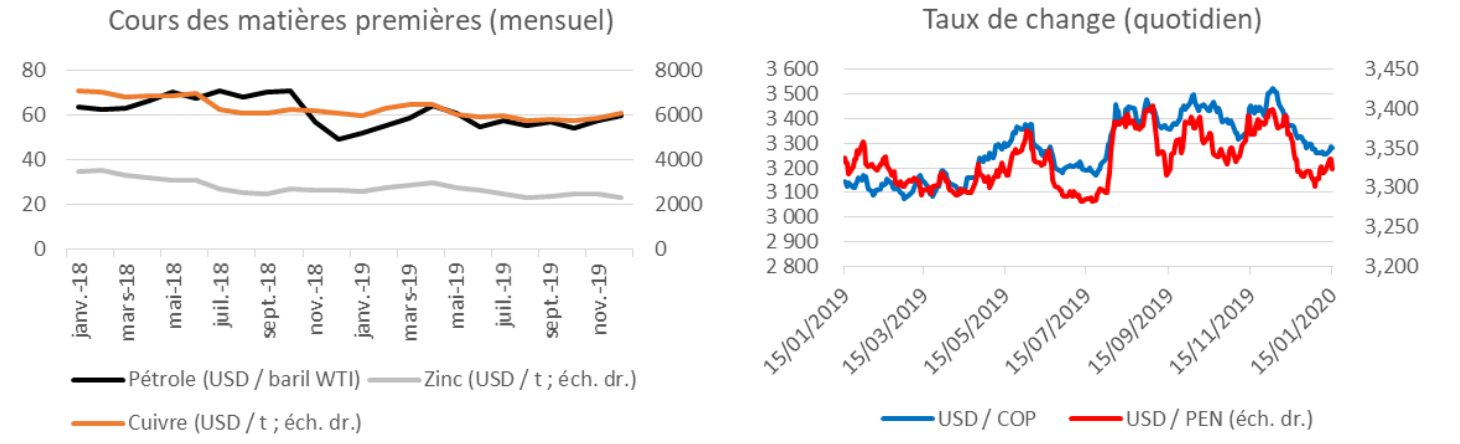 Cours des matières premières (mensuel)
80
60
40
20
0
8000
6000
4000
2000
0
janv.-18
mars-18
mai-18
juil.-18
sept.-18
nov.-18
janv.-19
mars-19
mai-19
juil.-19
sept.-19
nov.-19
Pétrole (USD / baril WTI)
Zinc (USD / t ; éch. dr.)
Cuivre (USD / t ; éch. dr.)
Taux de change (quotidien)
3 600
3 500
3 400
3 300
3 200
3 100
3 000
2 900
2 800
3,450
3,400
3,350
3,300
3,250
3,200
15/01/2019
15/03/2019
15/05/2019
15/07/2019
15/09/2019
15/11/2019
15/01/2020
USD / COP
USD / PEN (éch. dr.)